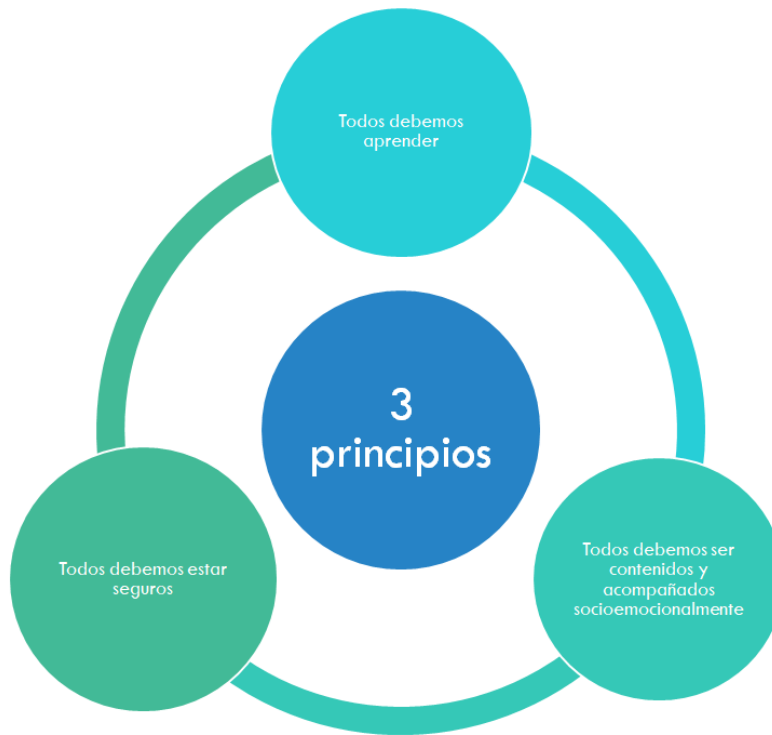 Todos debemos
aprender
3
principios
Todos debemos ser
contenidos y
acompañados
socioemocionalmente
Todos debemos estar
seguros